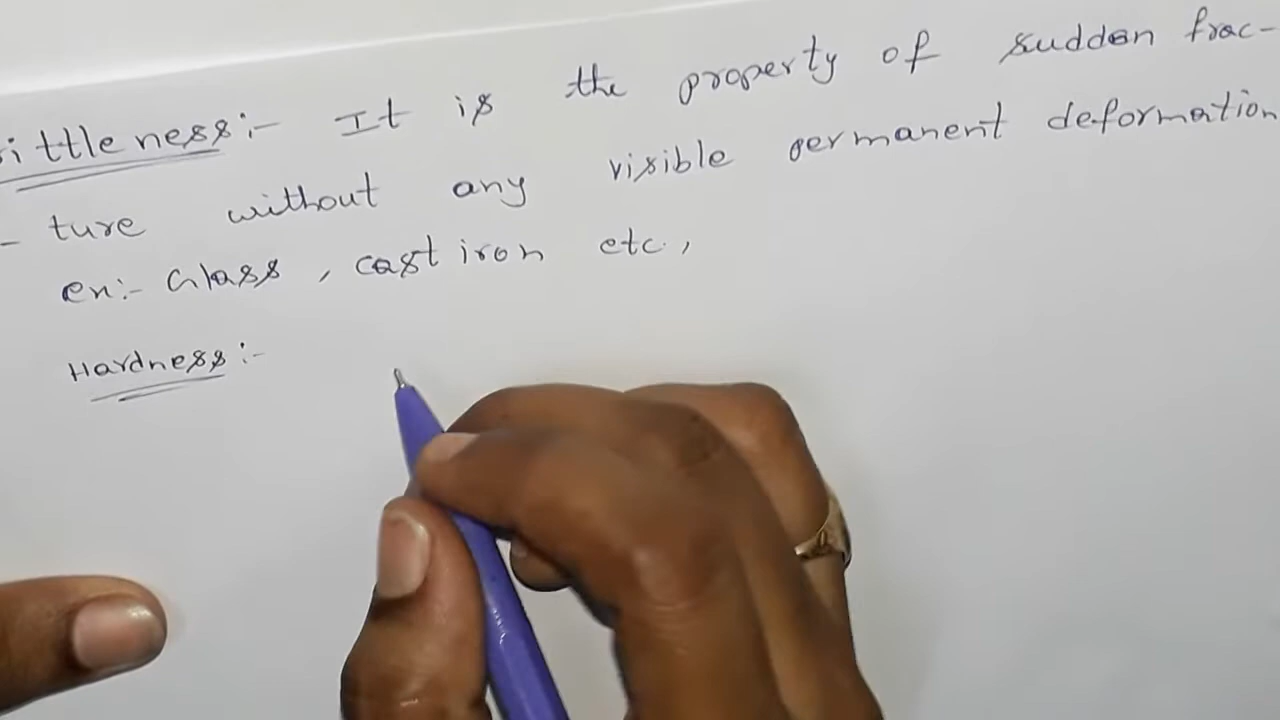 rittleness:- It is the property of sudden frac-
- ture without any visible permanent deformation
ex:- Glass, cast iron etc.,
Hardness:-